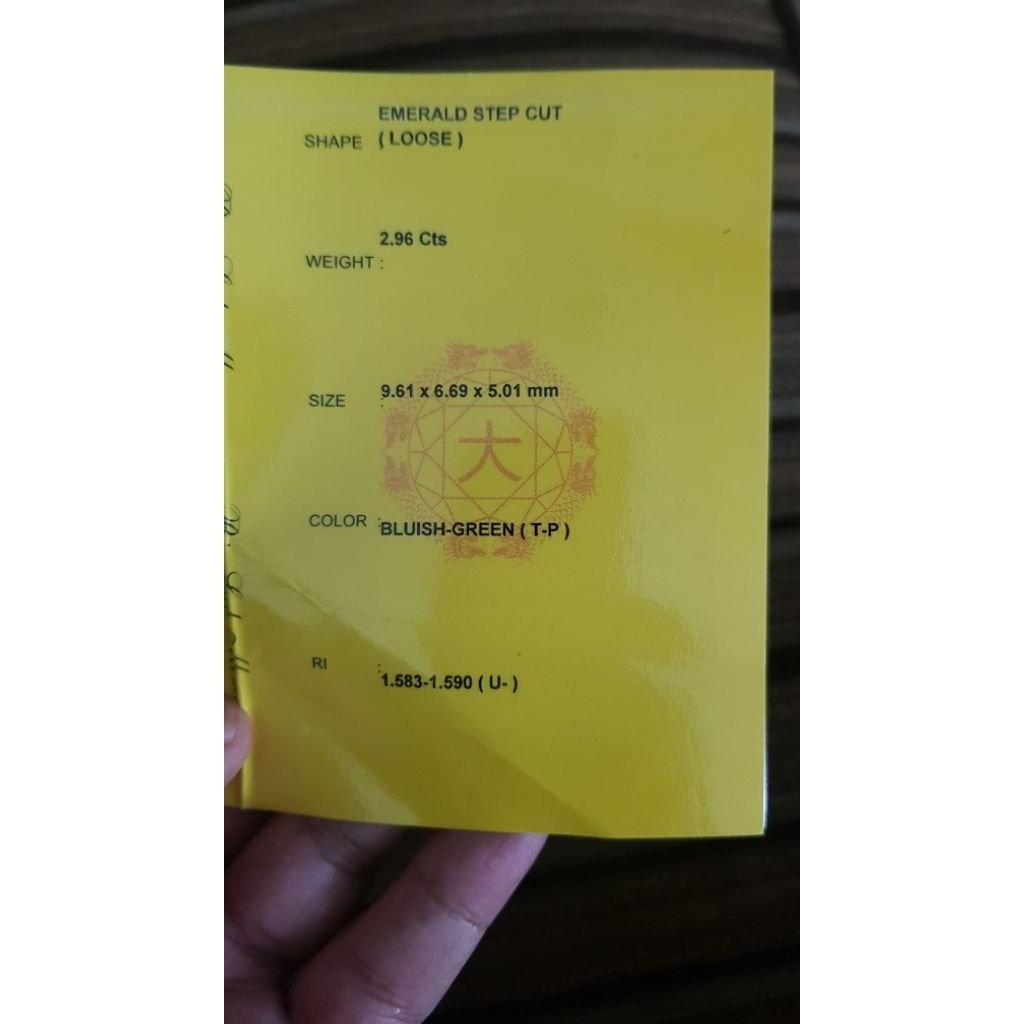 EMERALD STEP CUT
SHAPE ( LOOSE )
2.96 Cts
WEIGHT :
9.61 x 6.69 x 5.01 mm
SIZE :
大
COLOR :
BLUISH-GREEN ( T-P )
RI :
1.583-1.590 ( U- )